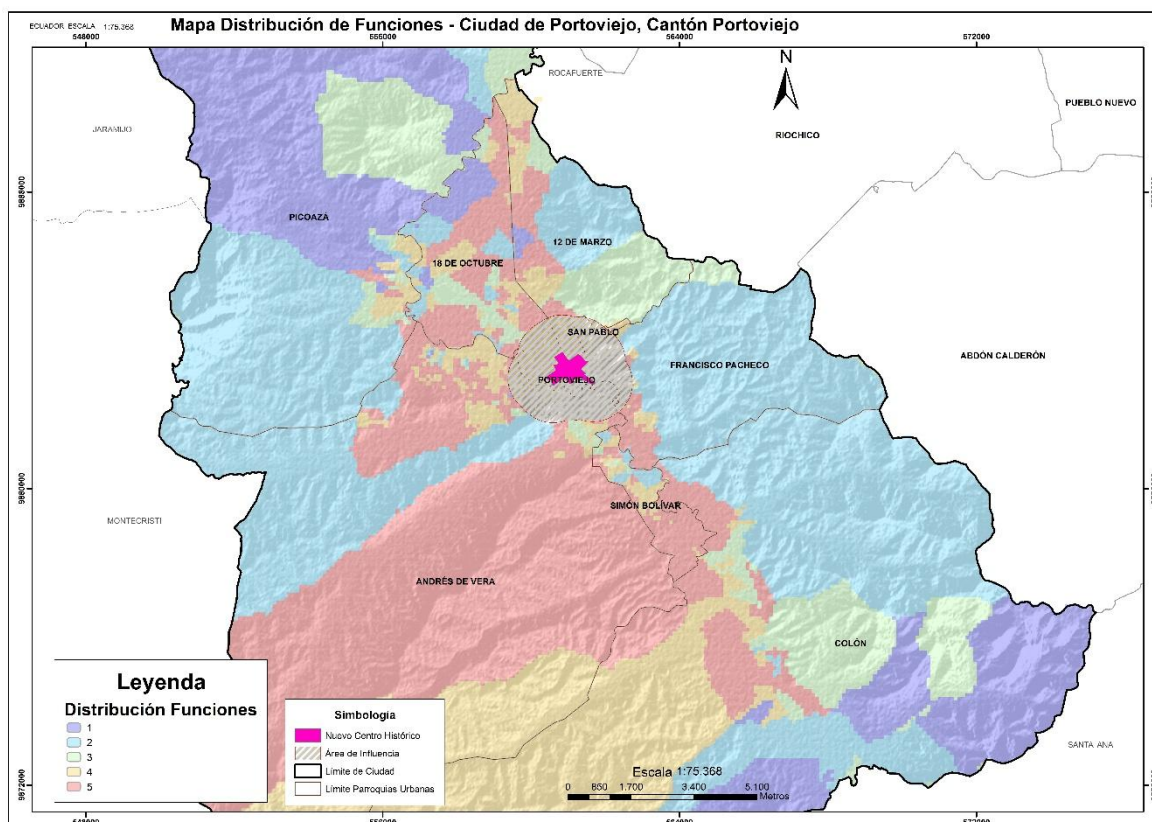 ECUADOR ESCALA 1:75.368
Mapa Distribución de Funciones - Ciudad de Portoviejo, Cantón Portoviejo
548000
556000
564000
572000
N
ROCAFUERTE
PUEBLO NUEVO
JARAMIJO
RIOCHICO
9888000
PICOAZÁ
12 DE MARZO
18 DE OCTUBRE
SAN PABLO
ABDÓN CALDERÓN
FRANCISCO PACHECO
PORTOVIEJO
9880000
SIMÓN BOLÍVAR
MONTECRISTI
ANDRÉS DE VERA
COLÓN
SANTA ANA
Leyenda
Distribución Funciones
1
2
3
4
5
Simbología
Nuevo Centro Histórico
Área de Influencia
Límite de Ciudad
Límite Parroquias Urbanas
Escala 1:75.368
0 850 1.700 3.400 5.100
Metros
9872000
548000
556000
564000
572000